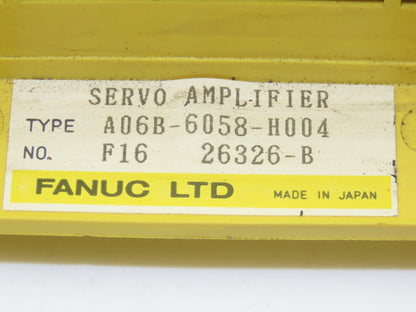 SERVO AMPLIFIER
TYPE A06B-6058-H004
NO. F16 26326-B
FANUC LTD MADE IN JAPAN